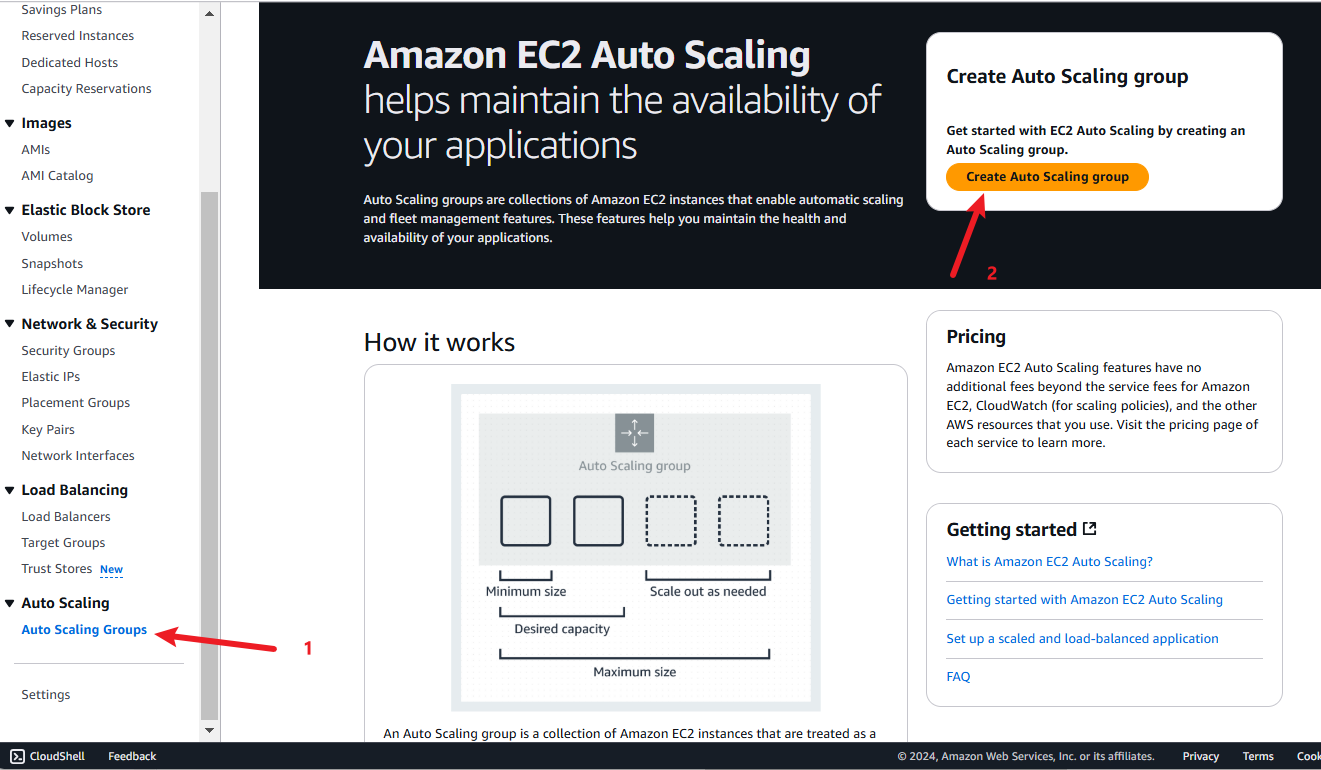 Savings Plans
Reserved Instances
Dedicated Hosts
Capacity Reservations
Images
AMIs
AMI Catalog
Elastic Block Store
Volumes
Snapshots
Lifecycle Manager
Network & Security
Security Groups
Elastic IPs
Placement Groups
Key Pairs
Network Interfaces
Load Balancing
Load Balancers
Target Groups
Trust Stores New
Auto Scaling
Auto Scaling Groups
1
Settings
Amazon EC2 Auto Scaling
helps maintain the availability of
your applications
Auto Scaling groups are collections of Amazon EC2 instances that enable automatic scaling
and fleet management features. These features help you maintain the health and
availability of your applications.
Create Auto Scaling group
Get started with EC2 Auto Scaling by creating an
Auto Scaling group.
Create Auto Scaling group
2
How it works
Auto Scaling group
Minimum size
Scale out as needed
Desired capacity
Maximum size
An Auto Scaling group is a collection of Amazon EC2 instances that are treated as a
Pricing
Amazon EC2 Auto Scaling features have no
additional fees beyond the service fees for Amazon
EC2, CloudWatch (for scaling policies), and the other
AWS resources that you use. Visit the pricing page of
each service to learn more.
Getting started
What is Amazon EC2 Auto Scaling?
Getting started with Amazon EC2 Auto Scaling
Set up a scaled and load-balanced application
FAQ
CloudShell Feedback © 2024, Amazon Web Services, Inc. or its affiliates. Privacy Terms Cook